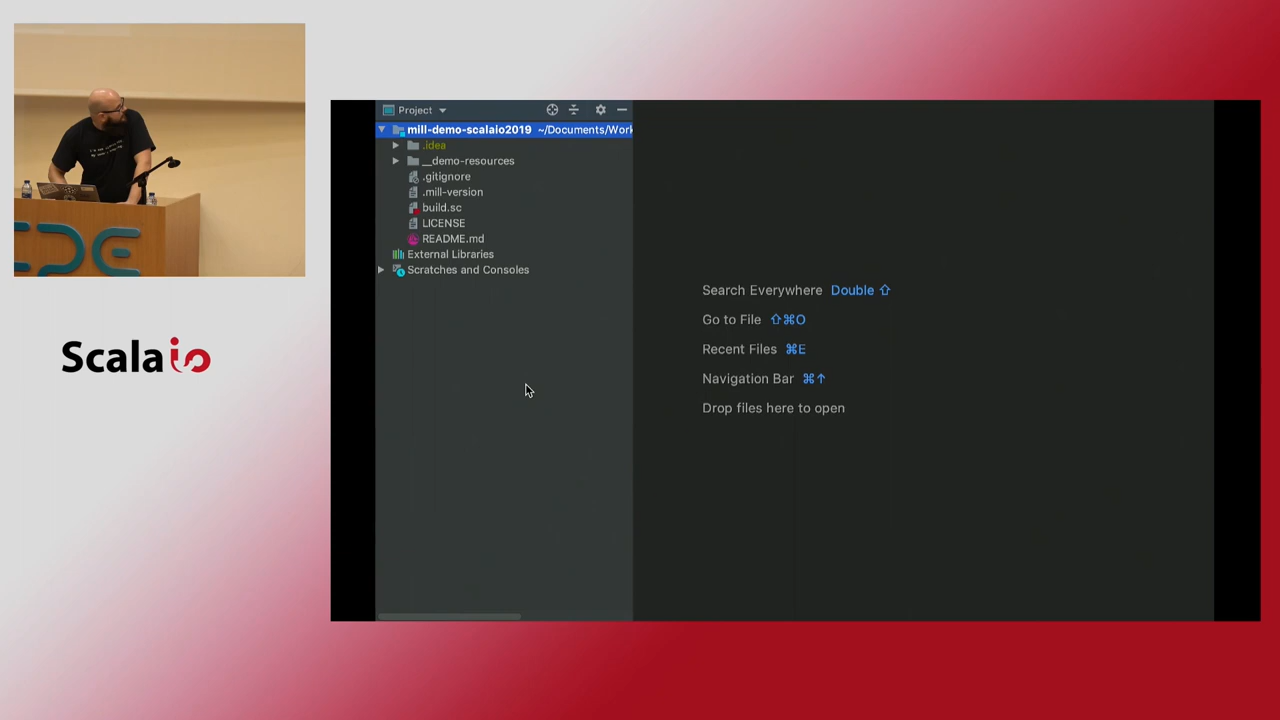 Project
mill-demo-scalaio2019 ~/Documents/Work
.idea
__demo-resources
.gitignore
.mill-version
build.sc
LICENSE
README.md
External Libraries
Scratches and Consoles
Search Everywhere Double ⇧
Go to File ⇧⌘O
Recent Files ⌘E
Navigation Bar ⌘↑
Drop files here to open
Scala io